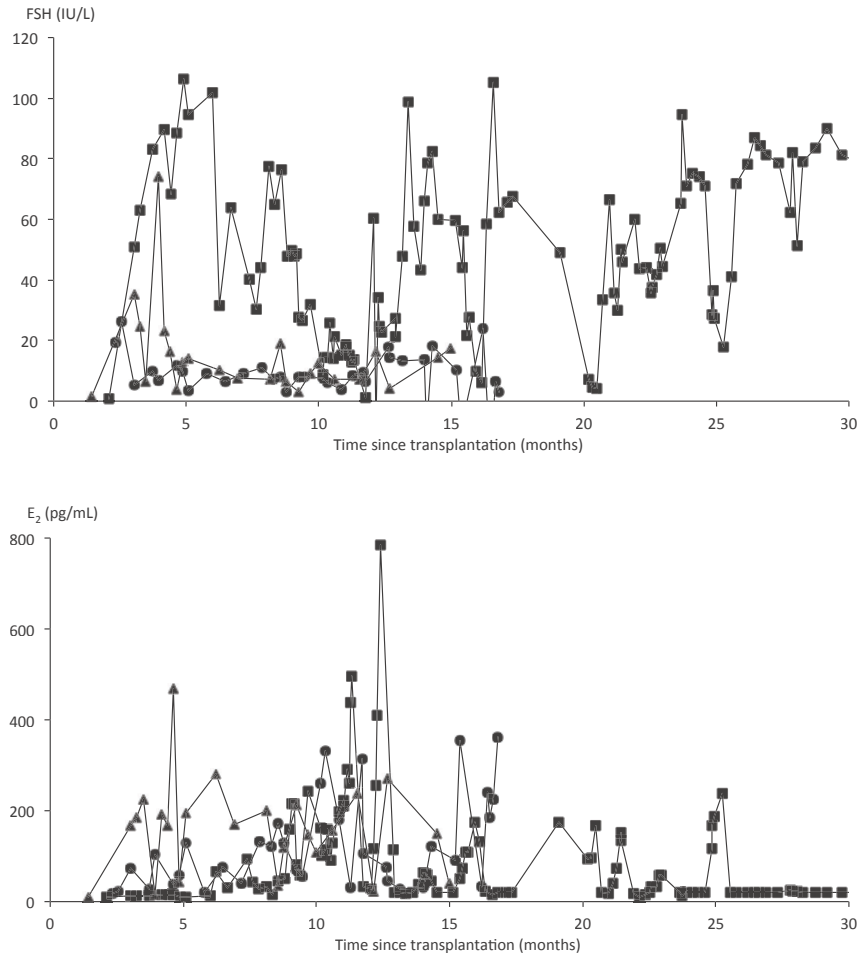 FSH (IU/L)
120
100
80
60
40
20
0
0 5 10 15 20 25 30
Time since transplantation (months)
E₂ (pg/mL)
800
600
400
200
0
0 5 10 15 20 25 30
Time since transplantation (months)